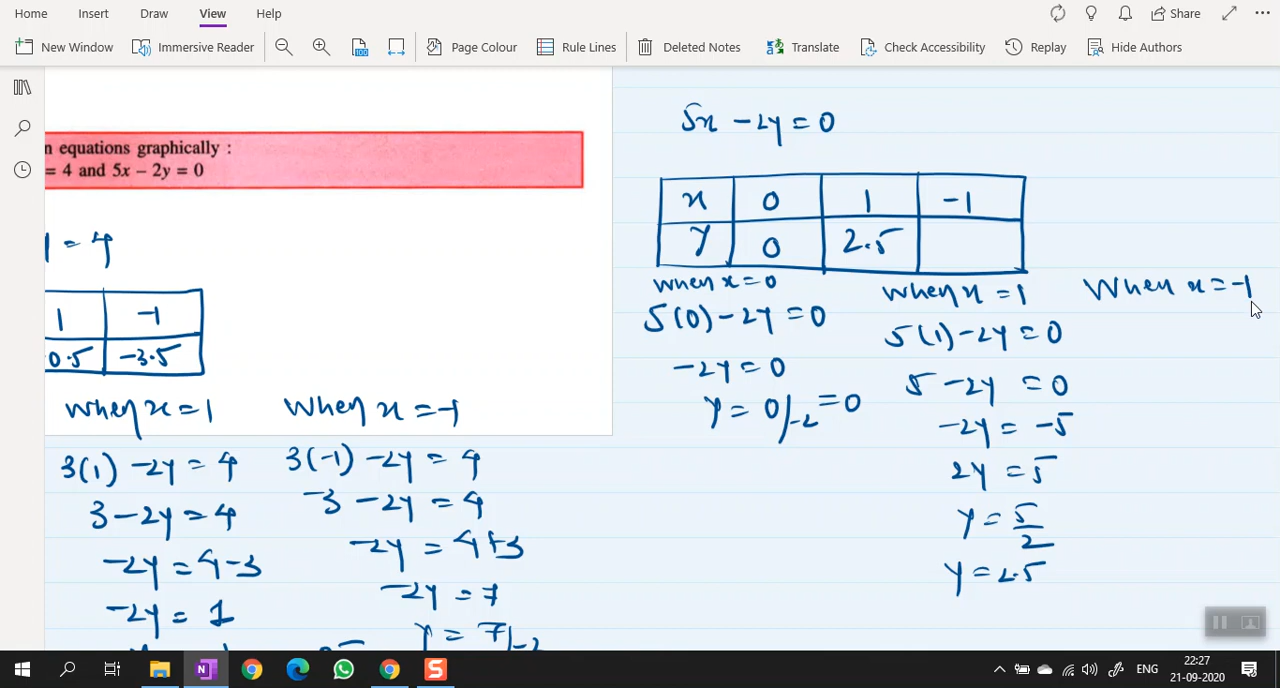 Home Insert Draw View Help
Share
New Window Immersive Reader Page Colour Rule Lines Deleted Notes Translate Check Accessibility Replay Hide Authors
n equations graphically :
= 4 and 5x − 2y = 0
= 4
1 -1
0.5 -3.5
when x = 1
3(1) -2y = 4
3 - 2y = 4
-2y = 4-3
-2y = 1
when x = -1
3(-1) -2y = 4
-3 - 2y = 4
-2y = 4+3
-2y = 7
y = 7/-2
5x - 2y = 0
x 0 1 -1
y 0 2.5
when x = 0
5(0) - 2y = 0
-2y = 0
y = 0/-2 = 0
when x = 1
5(1) - 2y = 0
5 - 2y = 0
-2y = -5
2y = 5
y = 5/2
y = 2.5
When x = -1
ENG
22:27
21-09-2020